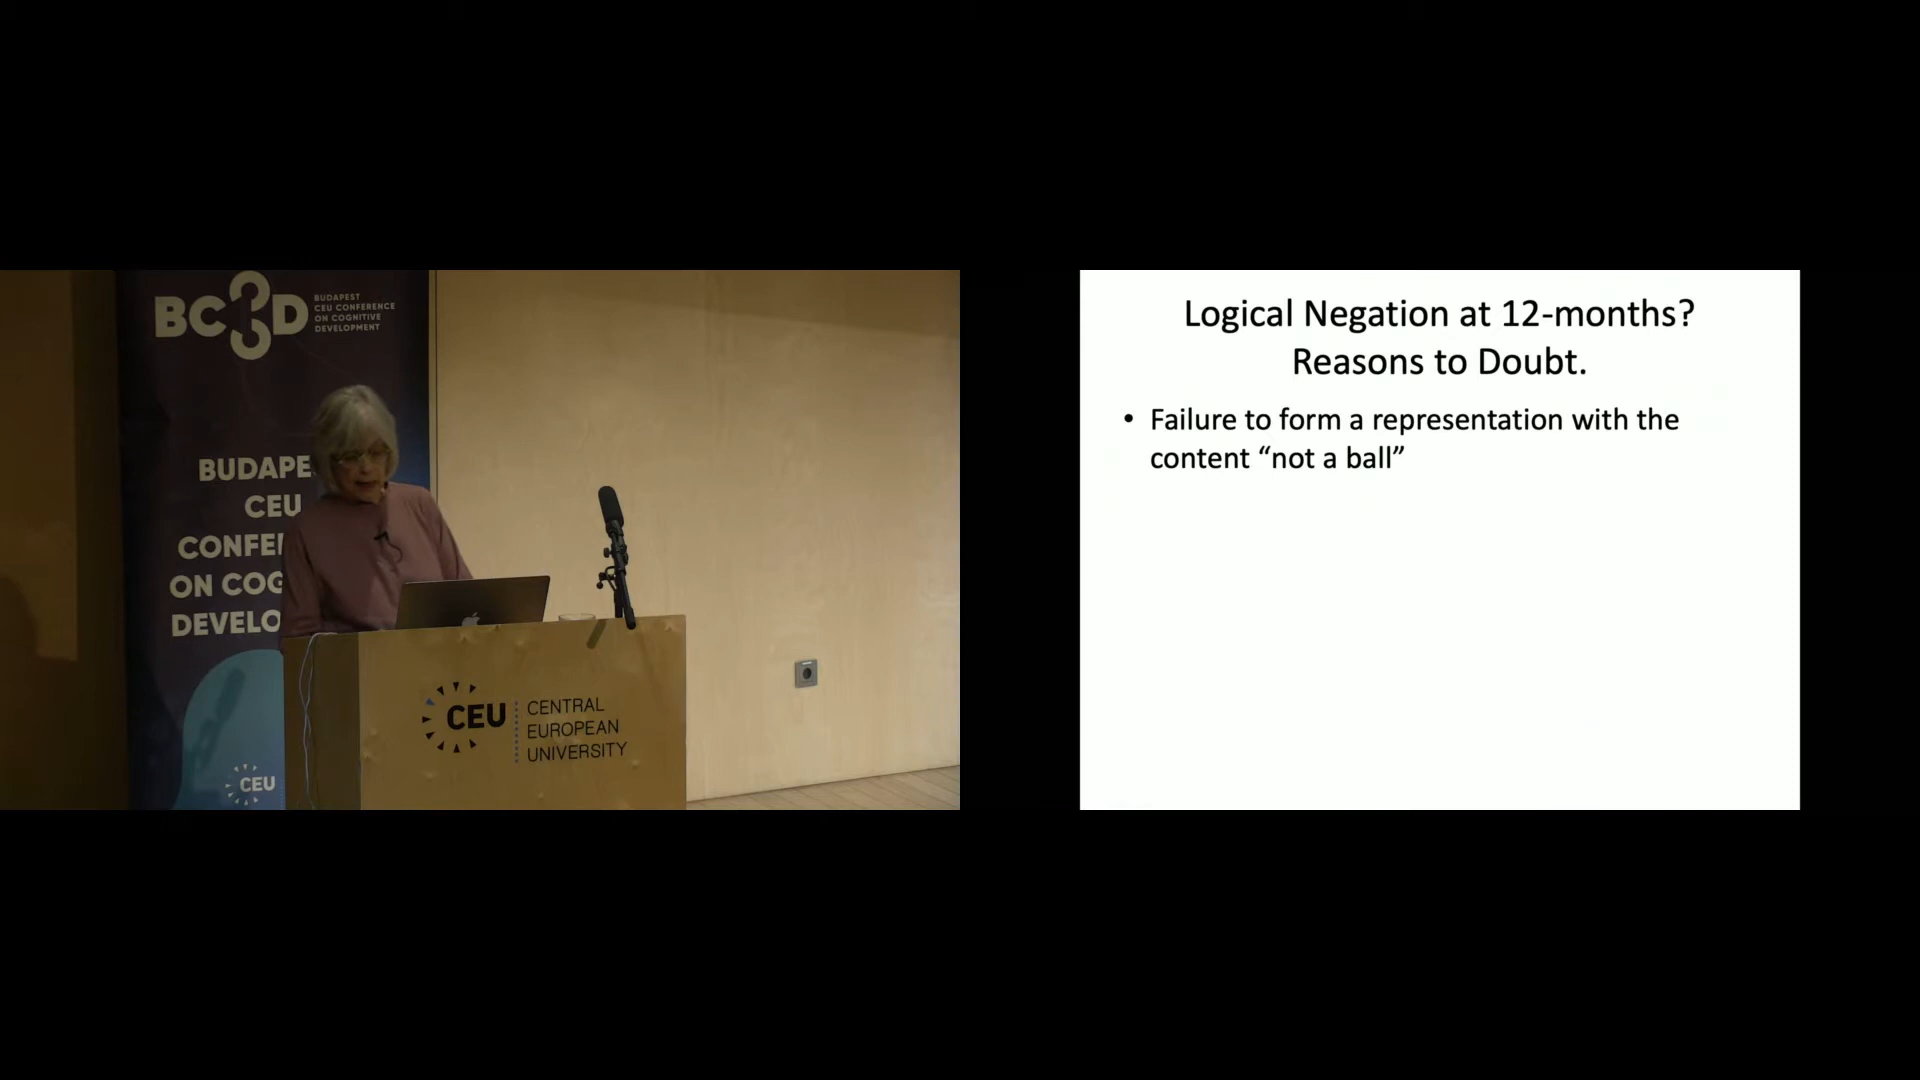 BC3D
BUDAPEST
CEU CONFERENCE
ON COGNITIVE
DEVELOPMENT
BUDAPE
CEU
CONFE
ON COG
DEVELO
CEU
CEU
CENTRAL
EUROPEAN
UNIVERSITY
Logical Negation at 12-months?
Reasons to Doubt.
• Failure to form a representation with the
content “not a ball”